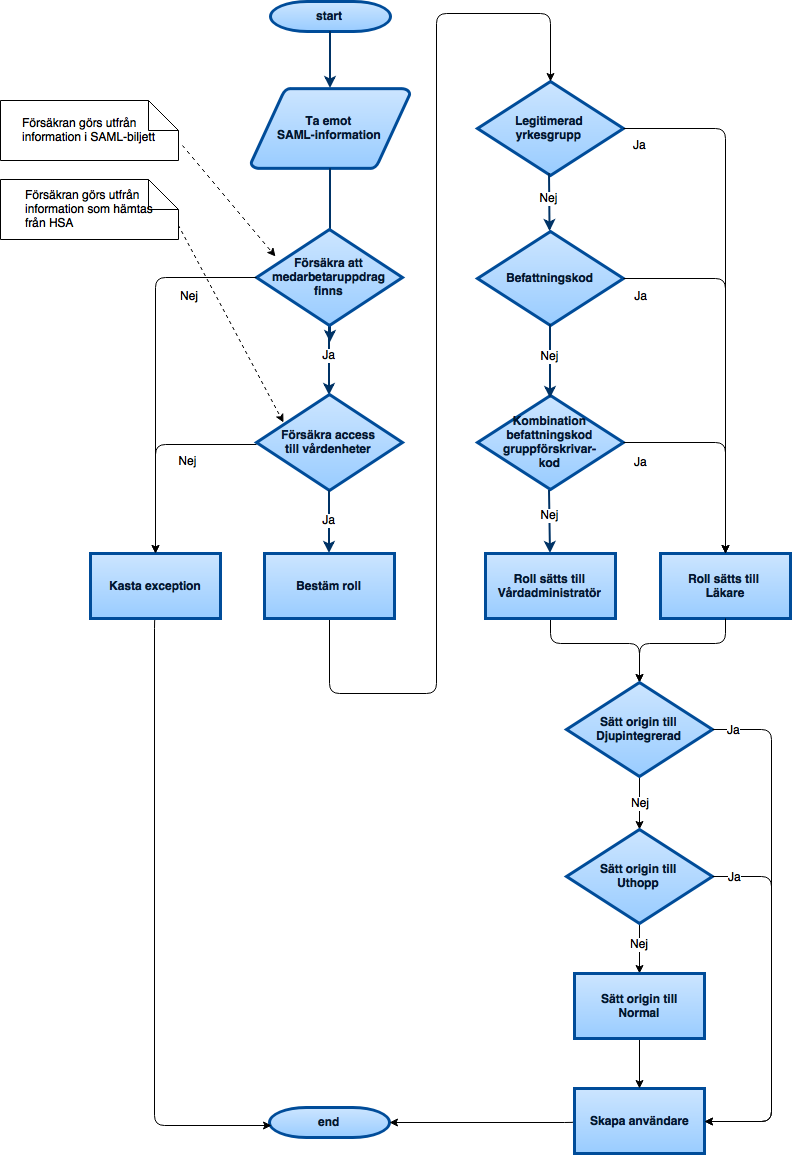 start
Ta emot
SAML-information
Försäkran görs utfrån
information i SAML-biljett
Försäkran görs utfrån
information som hämtas
från HSA
Försäkra att
medarbetaruppdrag
finns
Nej
Ja
Försäkra access
till vårdenheter
Nej
Ja
Kasta exception
Bestäm roll
Legitimerad
yrkesgrupp
Ja
Nej
Befattningskod
Ja
Nej
Kombination
befattningskod
gruppförskrivar-
kod
Ja
Nej
Roll sätts till
Vårdadministratör
Roll sätts till
Läkare
Sätt origin till
Djupintegrerad
Ja
Nej
Sätt origin till
Uthopp
Ja
Nej
Sätt origin till
Normal
Skapa användare
end